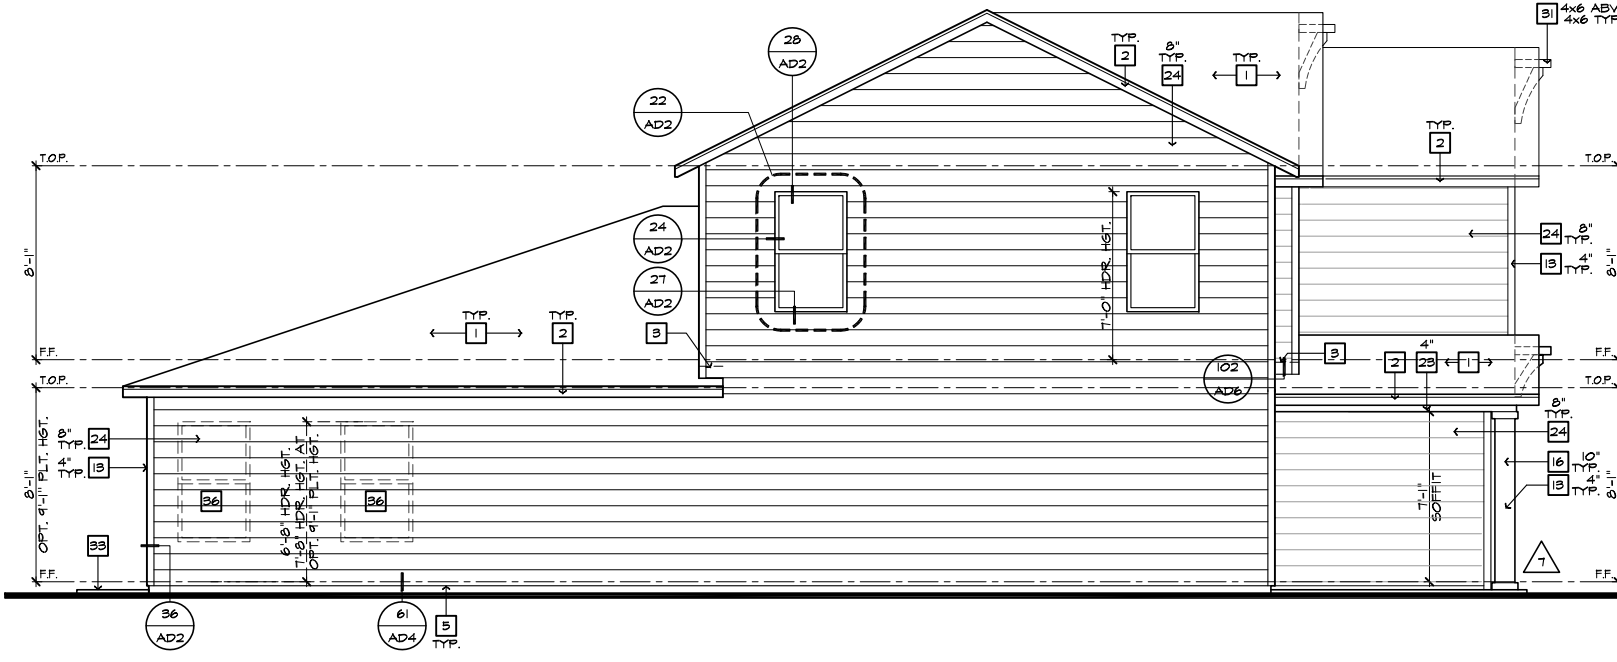 31 4x6 ABV
4x6 TYP
28
AD2
TYP.
2
8"
TYP.
24
TYP.
1
22
AD2
TYP.
2
T.O.P.
T.O.P.
24
AD2
24 8"
TYP.
13 4"
TYP.
8'-1"
8'-1"
7'-0" HDR. HGT.
27
AD2
TYP.
1
TYP.
2
3
3
F.F.
F.F.
102
AD6
2
4"
23
1
T.O.P.
T.O.P.
8"
TYP.
24
8"
TYP.
24
4"
TYP.
13
16 10"
TYP.
13 4"
TYP.
8'-1"
8'-1"
OPT. 9'-1" PLT. HGT.
36
36
6'-8" HDR. HGT.
7'-8" HDR. HGT. AT
OPT. 9'-1" PLT. HGT.
7'-1"
SOFFIT
33
7
F.F.
F.F.
36
AD2
61
AD4
5
TYP.